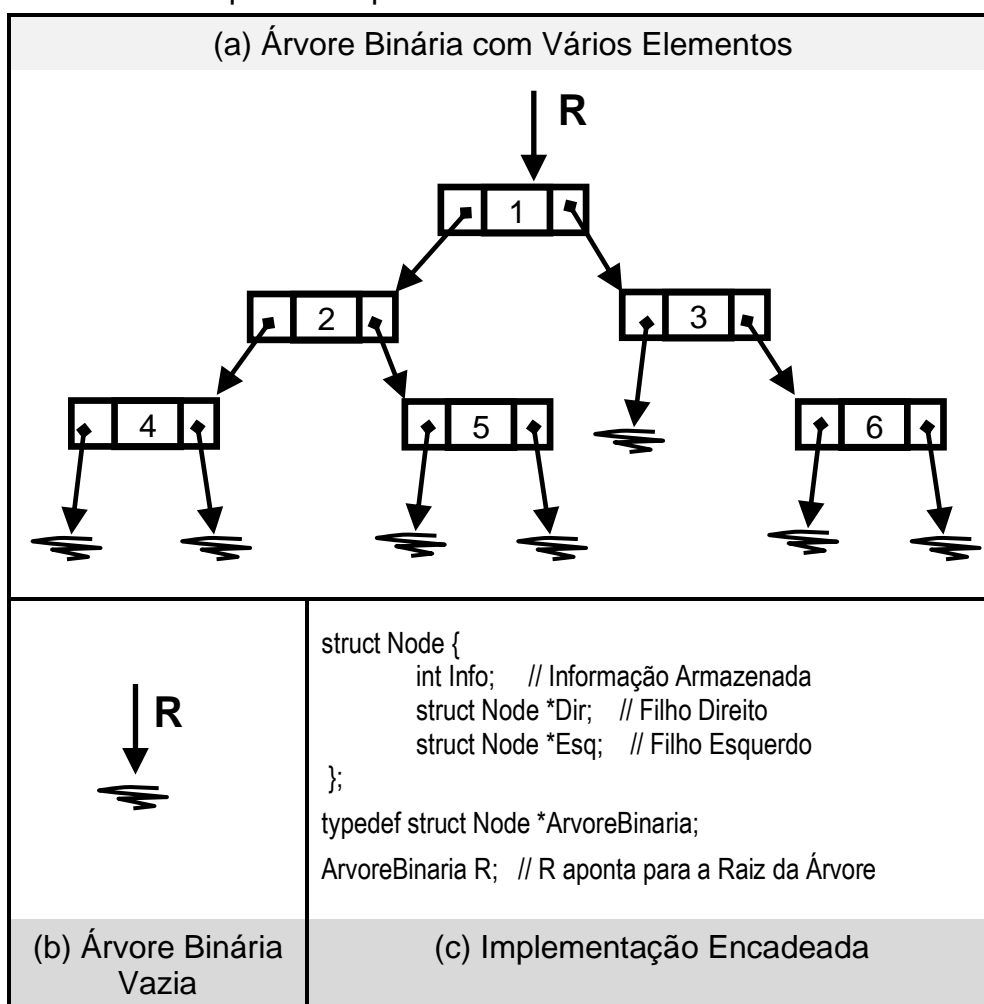 (a) Árvore Binária com Vários Elementos
R
1
2
3
4
5
6
R
struct Node {
int Info; // Informação Armazenada
struct Node *Dir; // Filho Direito
struct Node *Esq; // Filho Esquerdo
};
typedef struct Node *ArvoreBinaria;
ArvoreBinaria R; // R aponta para a Raiz da Árvore
(b) Árvore Binária
Vazia
(c) Implementação Encadeada